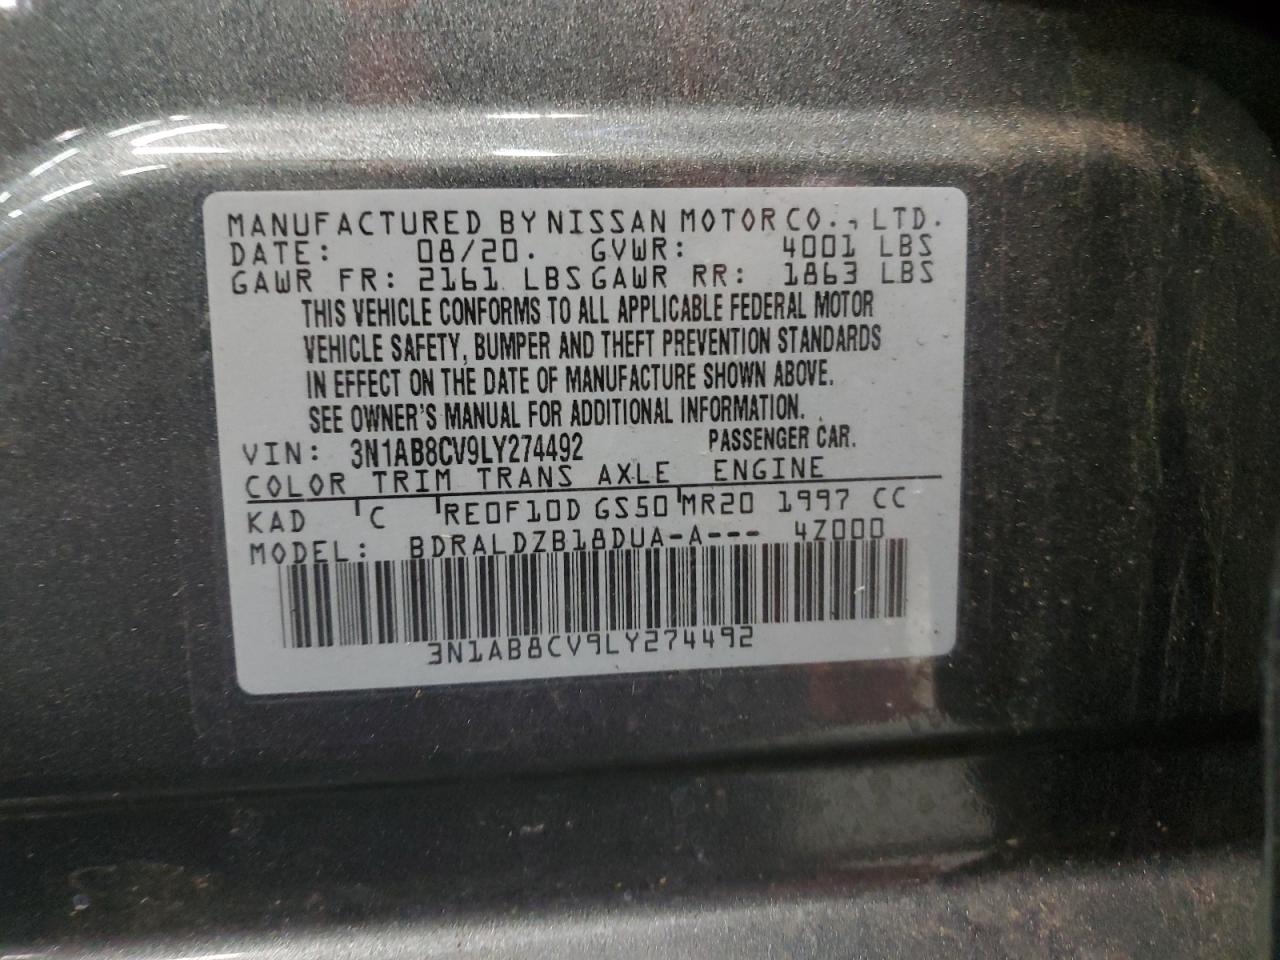 MANUFACTURED BY NISSAN MOTOR CO., LTD.
DATE: 08/20. GVWR: 4001 LBS
GAWR FR: 2161 LBS GAWR RR: 1863 LBS
THIS VEHICLE CONFORMS TO ALL APPLICABLE FEDERAL MOTOR
VEHICLE SAFETY, BUMPER AND THEFT PREVENTION STANDARDS
IN EFFECT ON THE DATE OF MANUFACTURE SHOWN ABOVE.
SEE OWNER'S MANUAL FOR ADDITIONAL INFORMATION.
VIN: 3N1AB8CV9LY274492 PASSENGER CAR.
COLOR TRIM TRANS AXLE ENGINE
KAD C RE0F10D GS50 MR20 1997 CC
MODEL: BDRALDZB18DUA-A--- 4Z000
3N1AB8CV9LY274492